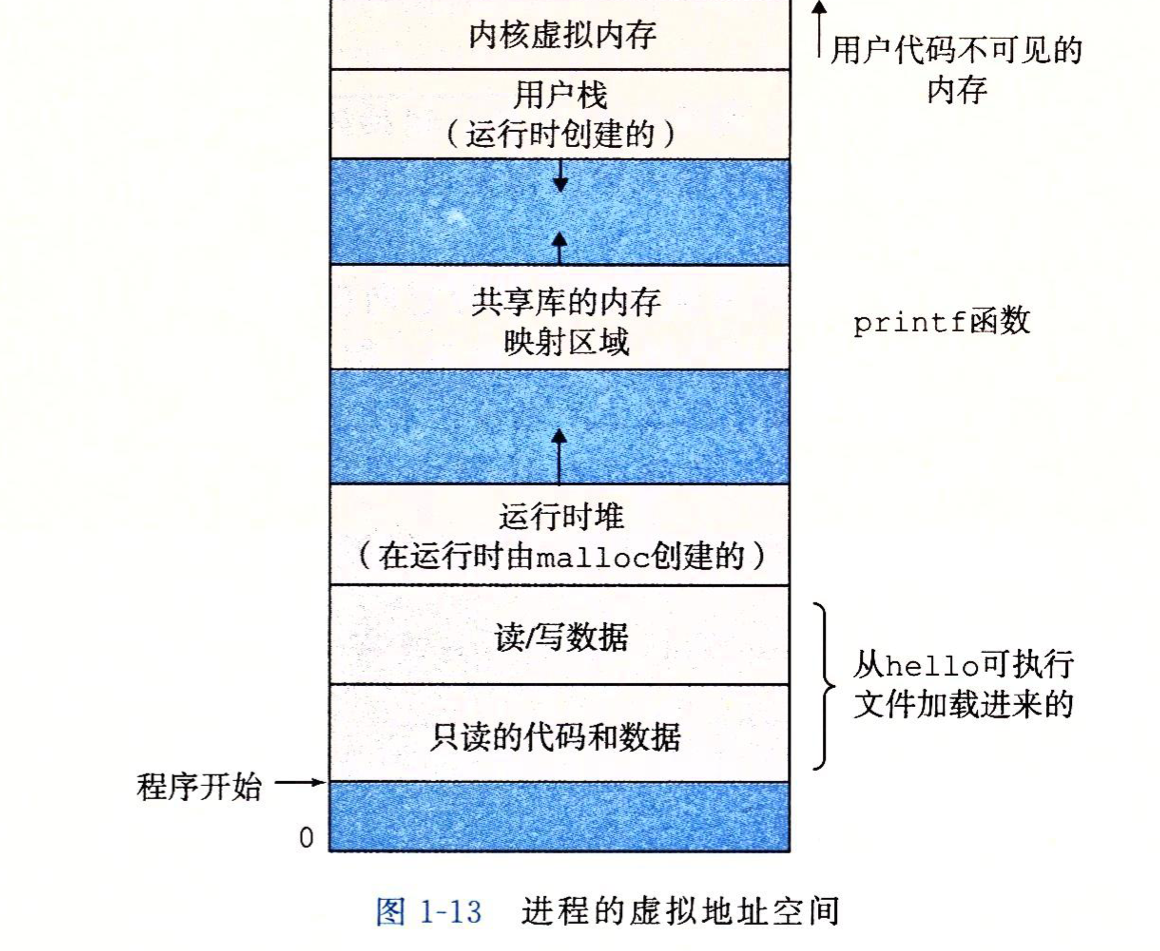 内核虚拟内存
用户代码不可见的
内存
用户栈
（运行时创建的）
共享库的内存
映射区域
printf函数
运行时堆
（在运行时由malloc创建的）
读/写数据
只读的代码和数据
从hello可执行
文件加载进来的
程序开始
0
图 1-13 进程的虚拟地址空间